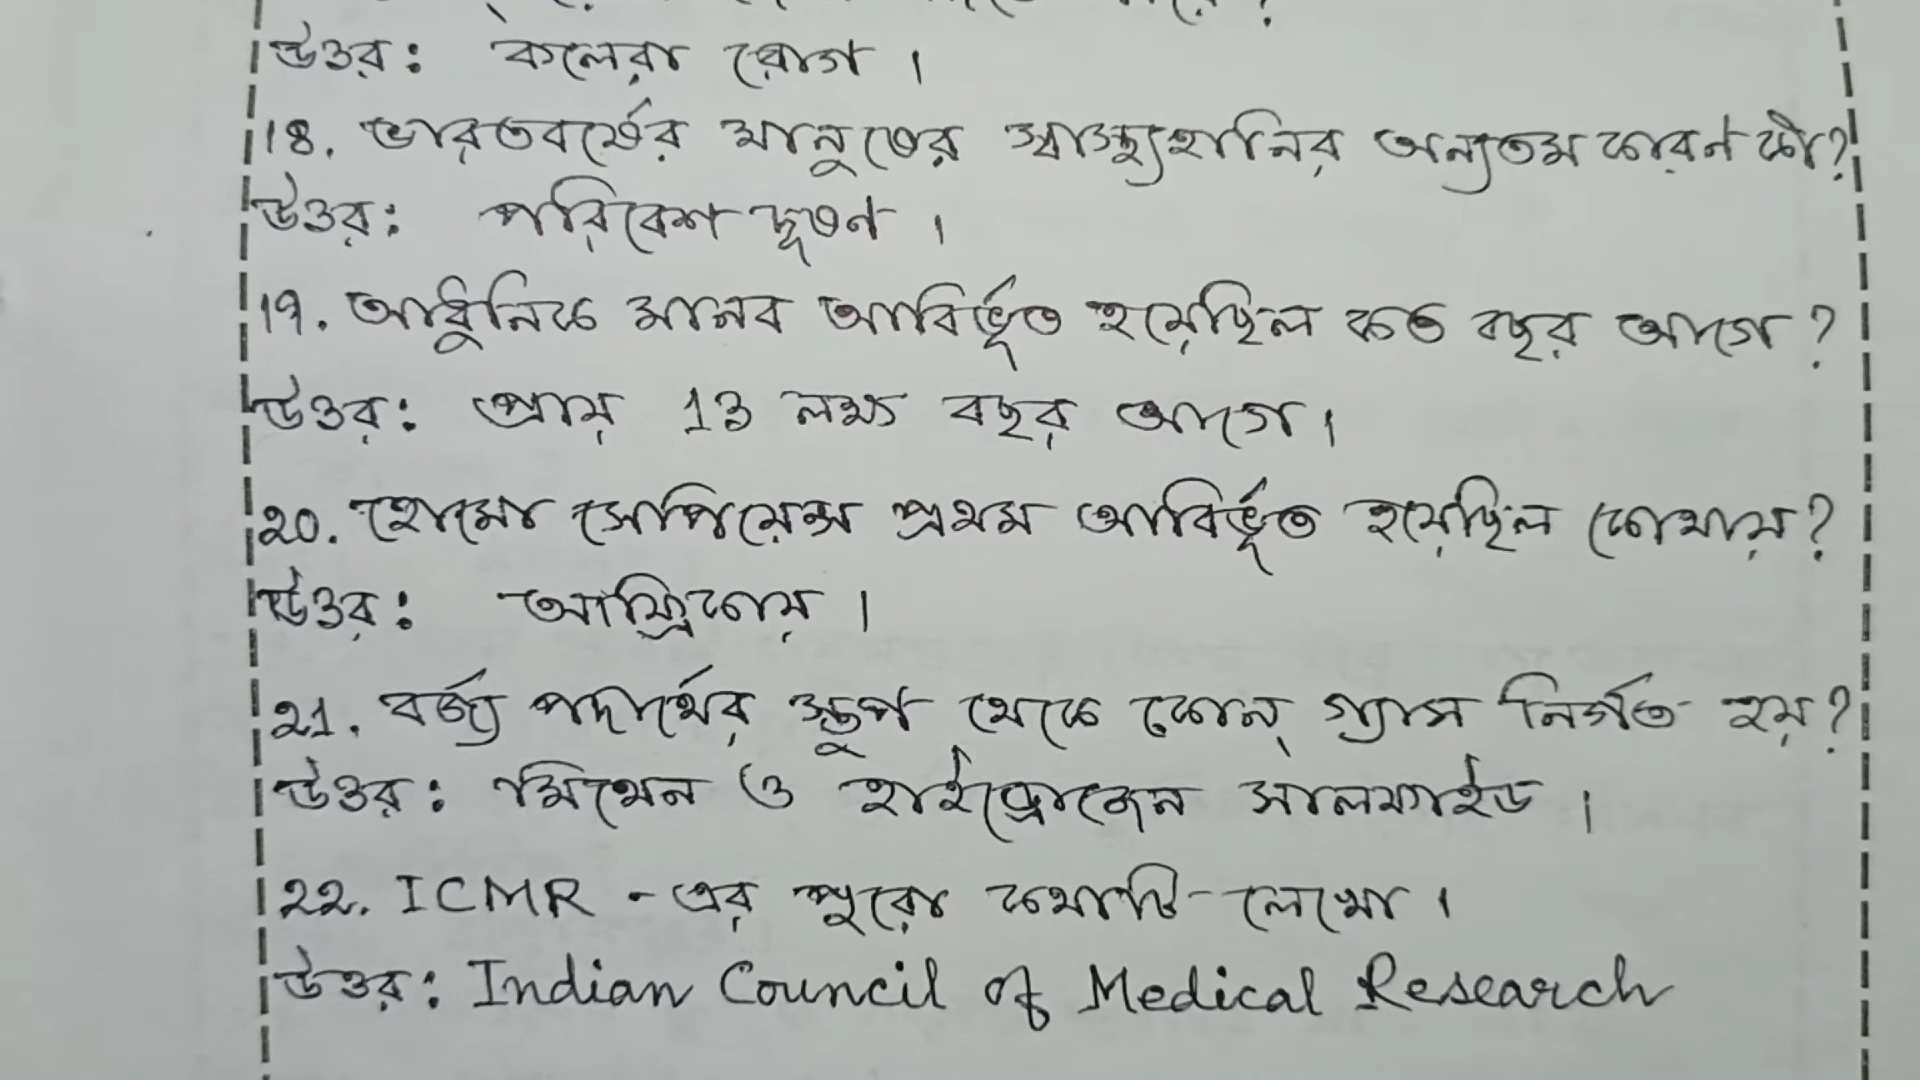 উত্তর: কলেরা রোগ ।
18. ভারতবর্ষের মানুষের স্বাস্থ্যহানির অন্যতম কারণ কী?
উত্তর: পরিবেশ দূষণ ।
19. আধুনিক মানব আবির্ভূত হয়েছিল কত বছর আগে ?
উত্তর: প্রায় 13 লক্ষ বছর আগে ।
20. হোমো সেপিয়েন্স প্রথম আবির্ভূত হয়েছিল কোথায় ?
উত্তর: আফ্রিকায় ।
21. বর্জ্য পদার্থের স্তুপ থেকে কোন্ গ্যাস নির্গত হয় ?
উত্তর: মিথেন ও হাইড্রোজেন সালফাইড ।
22. ICMR - এর পুরো কথাটি লেখো ।
উত্তর: Indian Council of Medical Research